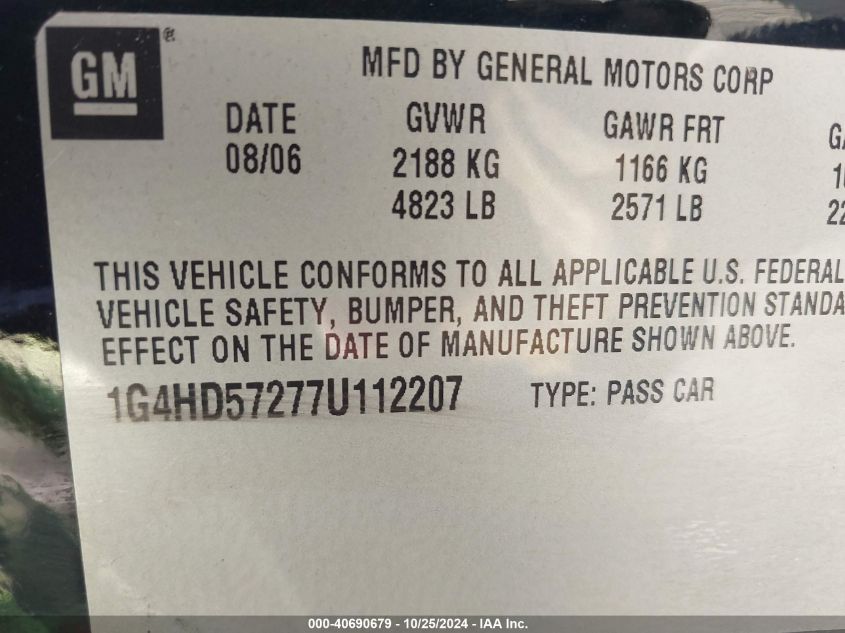 GM®
MFD BY GENERAL MOTORS CORP
DATE GVWR GAWR FRT
08/06 2188 KG 1166 KG
4823 LB 2571 LB
THIS VEHICLE CONFORMS TO ALL APPLICABLE U.S. FEDERAL
VEHICLE SAFETY, BUMPER, AND THEFT PREVENTION
EFFECT ON THE DATE OF MANUFACTURE SHOWN ABOVE.
1G4HD57277U112207 TYPE: PASS CAR
000-40690679 - 10/25/2024 - IAA Inc.